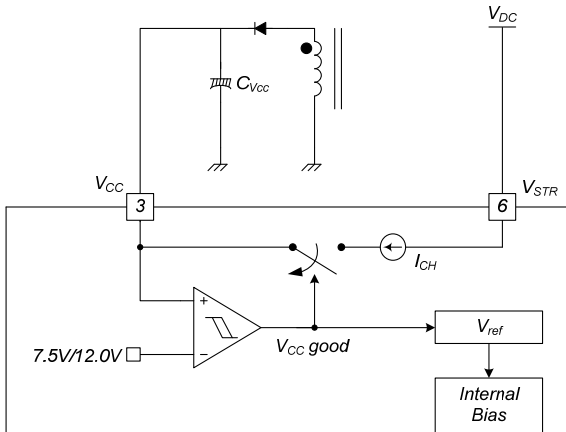 V_DC
C_Vcc
V_CC
3
6
V_STR
I_CH
+
7.5V/12.0V
−
V_CC good
V_ref
Internal
Bias